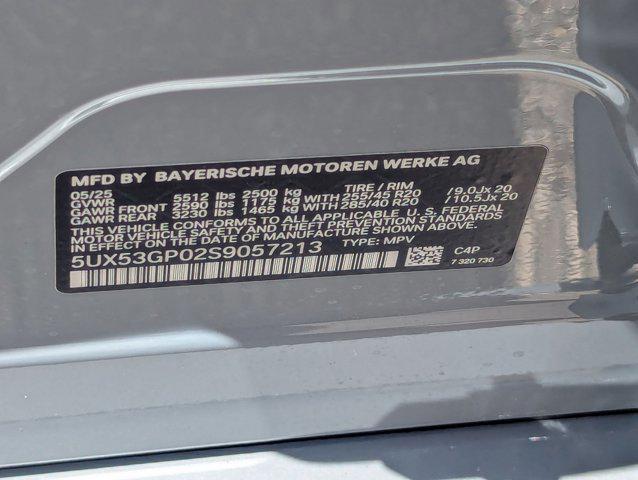 MFD BY BAYERISCHE MOTOREN WERKE AG
05/25 TIRE / RIM
GVWR 5512 lbs 2500 kg
GAWR FRONT 2590 lbs 1175 kg WITH 255/45 R20 /9.0Jx 20
GAWR REAR 3230 lbs 1465 kg WITH 285/40 R20 /10.5Jx 20
THIS VEHICLE CONFORMS TO ALL APPLICABLE U. S. FEDERAL
MOTOR VEHICLE SAFETY AND THEFT PREVENTION STANDARDS
IN EFFECT ON THE DATE OF MANUFACTURE SHOWN ABOVE.
5UX53GP02S9057213 TYPE: MPV
C4P
7 320 730